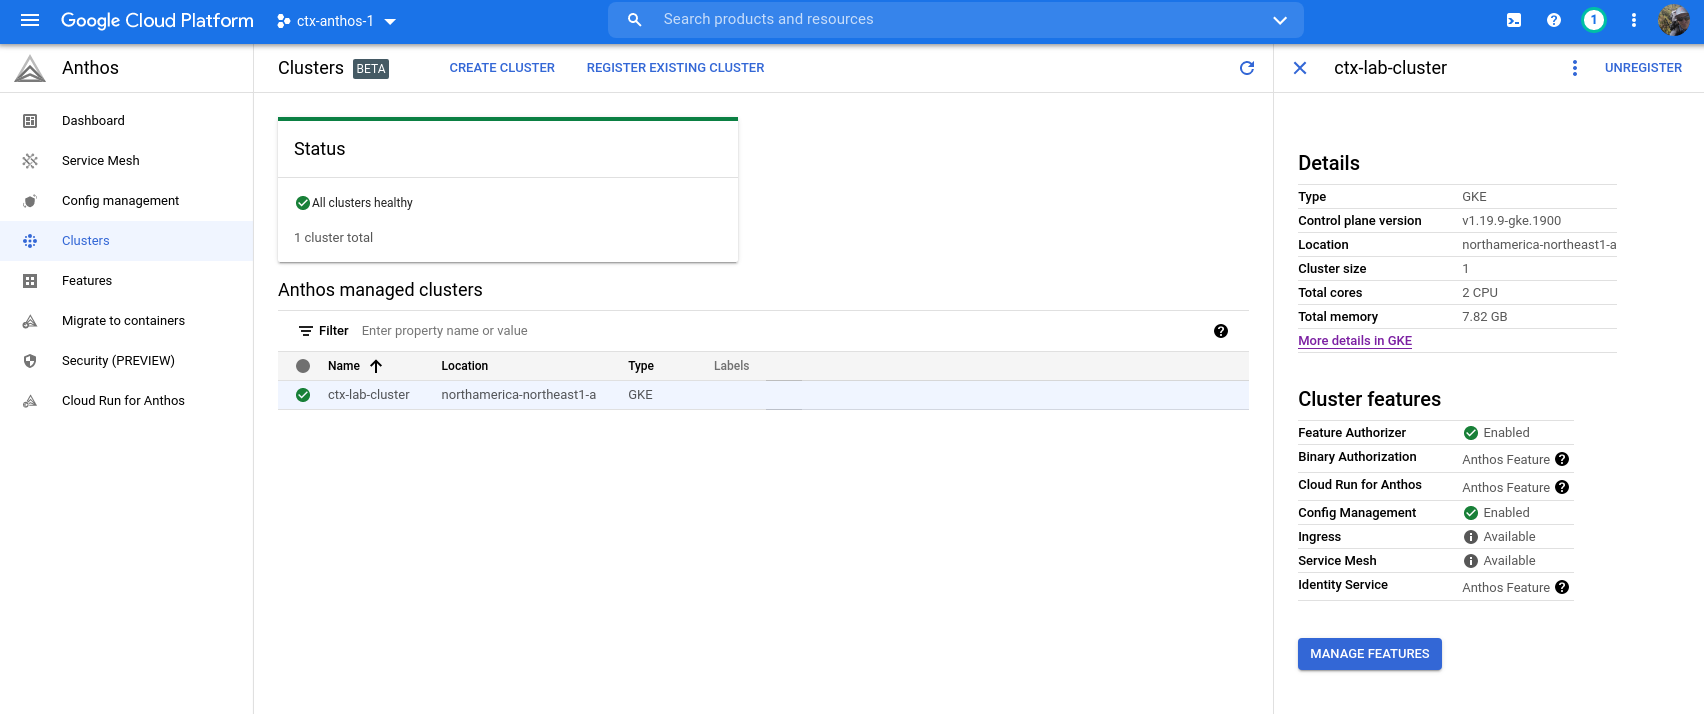 Google Cloud Platform
ctx-anthos-1
Search products and resources
1
Anthos
Dashboard
Service Mesh
Config management
Clusters
Features
Migrate to containers
Security (PREVIEW)
Cloud Run for Anthos
Clusters BETA CREATE CLUSTER REGISTER EXISTING CLUSTER
Status
All clusters healthy
1 cluster total
Anthos managed clusters
Filter Enter property name or value
Name Location Type Labels
ctx-lab-cluster northamerica-northeast1-a GKE
ctx-lab-cluster UNREGISTER
Details
Type GKE
Control plane version v1.19.9-gke.1900
Location northamerica-northeast1-a
Cluster size 1
Total cores 2 CPU
Total memory 7.82 GB
More details in GKE
Cluster features
Feature Authorizer Enabled
Binary Authorization Anthos Feature
Cloud Run for Anthos Anthos Feature
Config Management Enabled
Ingress Available
Service Mesh Available
Identity Service Anthos Feature
MANAGE FEATURES